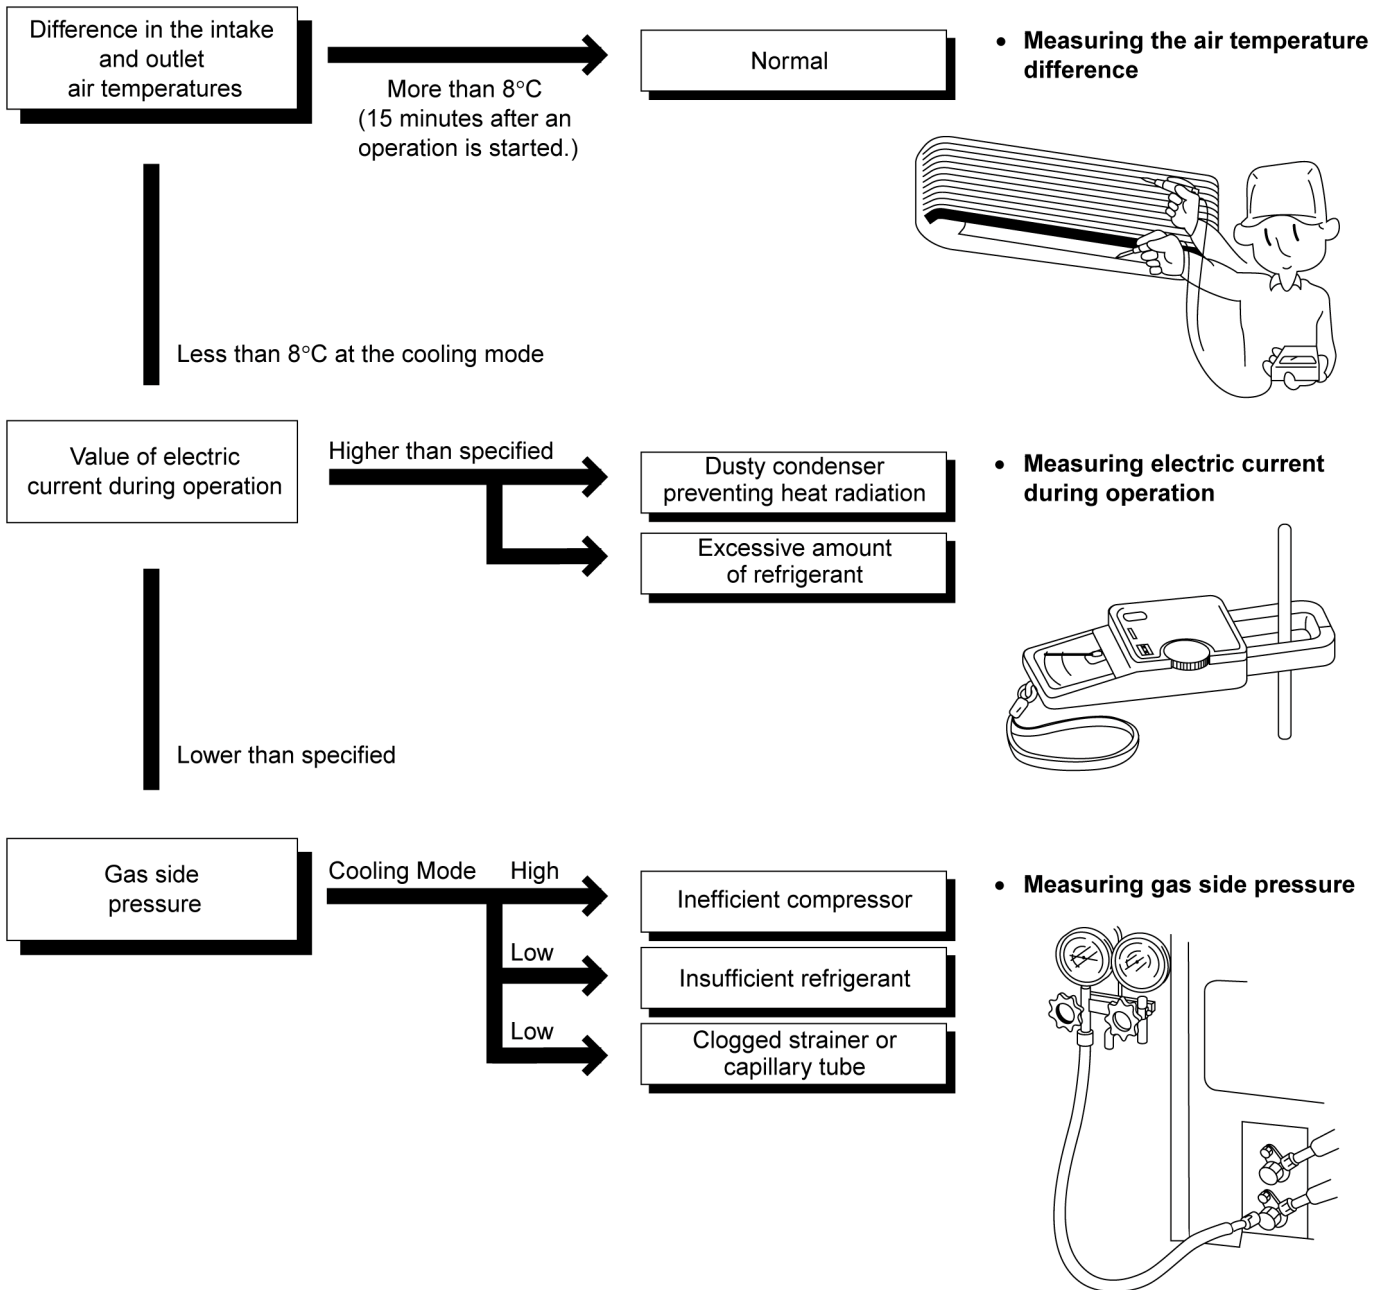 Difference in the intake
and outlet
air temperatures
More than 8°C
(15 minutes after an
operation is started.)
Normal
• Measuring the air temperature
difference
Less than 8°C at the cooling mode
Value of electric
current during operation
Higher than specified
Dusty condenser
preventing heat radiation
Excessive amount
of refrigerant
• Measuring electric current
during operation
Lower than specified
Gas side
pressure
Cooling Mode High
Inefficient compressor
Low
Insufficient refrigerant
Low
Clogged strainer or
capillary tube
• Measuring gas side pressure